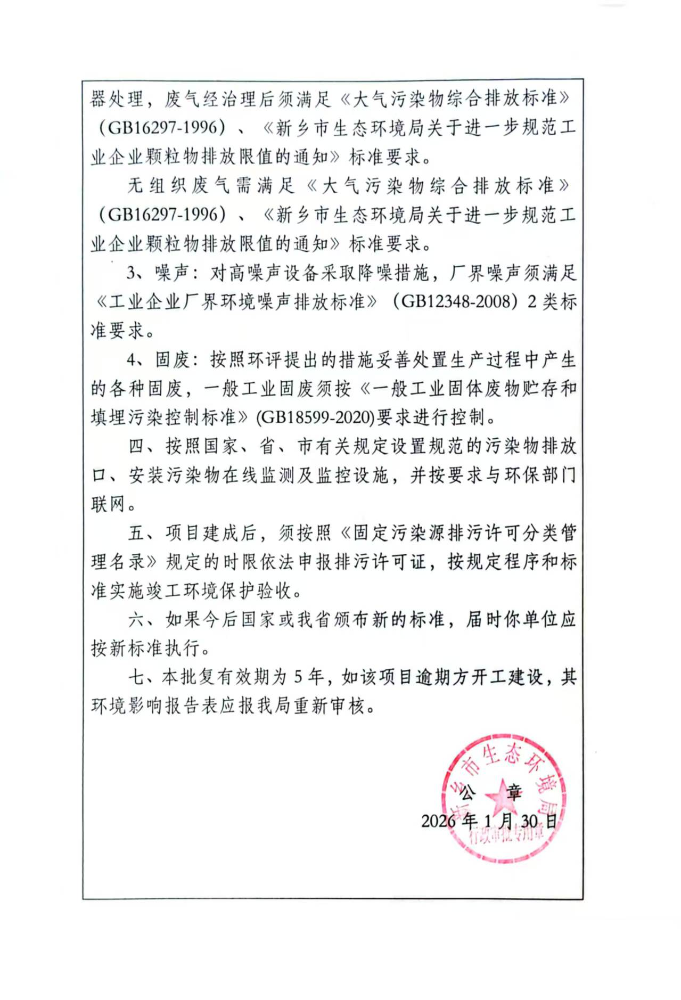 器处理，废气经治理后须满足《大气污染物综合排放标准》
（GB16297-1996）、《新乡市生态环境局关于进一步规范工
业企业颗粒物排放限值的通知》标准要求。
无组织废气需满足《大气污染物综合排放标准》
（GB16297-1996）、《新乡市生态环境局关于进一步规范工
业企业颗粒物排放限值的通知》标准要求。
3、噪声：对高噪声设备采取降噪措施，厂界噪声须满足
《工业企业厂界环境噪声排放标准》（GB12348-2008）2 类标
准要求。
4、固废：按照环评提出的措施妥善处置生产过程中产生
的各种固废，一般工业固废须按《一般工业固体废物贮存和
填埋污染控制标准》(GB18599-2020)要求进行控制。
四、按照国家、省、市有关规定设置规范的污染物排放
口、安装污染物在线监测及监控设施，并按要求与环保部门
联网。
五、项目建成后，须按照《固定污染源排污许可分类管
理名录》规定的时限依法申报排污许可证，按规定程序和标
准实施竣工环境保护验收。
六、如果今后国家或我省颁布新的标准，届时你单位应
按新标准执行。
七、本批复有效期为 5 年，如该项目逾期方开工建设，其
环境影响报告表应报我局重新审核。
新乡市生态环境局
公 章
2026 年 1 月 30 日
行政审批专用章